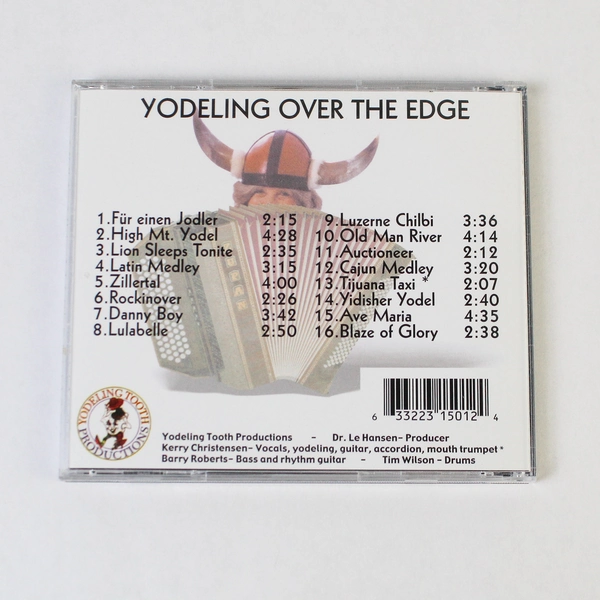 YODELING OVER THE EDGE
1.Für einen Jodler 2:15
2.High Mt. Yodel 4:28
3.Lion Sleeps Tonite 2:35
4.Latin Medley 3:15
5.Zillertal 4:00
6.Rockinover 2:26
7.Danny Boy 3:42
8.Lulabelle 2:50
9.Luzerne Chilbi 3:36
10.Old Man River 4:14
11.Auctioneer 2:12
12.Cajun Medley 3:20
13.Tijuana Taxi * 2:07
14.Yidisher Yodel 2:40
15.Ave Maria 4:35
16.Blaze of Glory 2:38
YODELING TOOTH
PRODUCTIONS
6 33223 15012 4
Yodeling Tooth Productions – Dr. Le Hansen– Producer
Kerry Christensen– Vocals, yodeling, guitar, accordion, mouth trumpet *
Barry Roberts– Bass and rhythm guitar – Tim Wilson – Drums